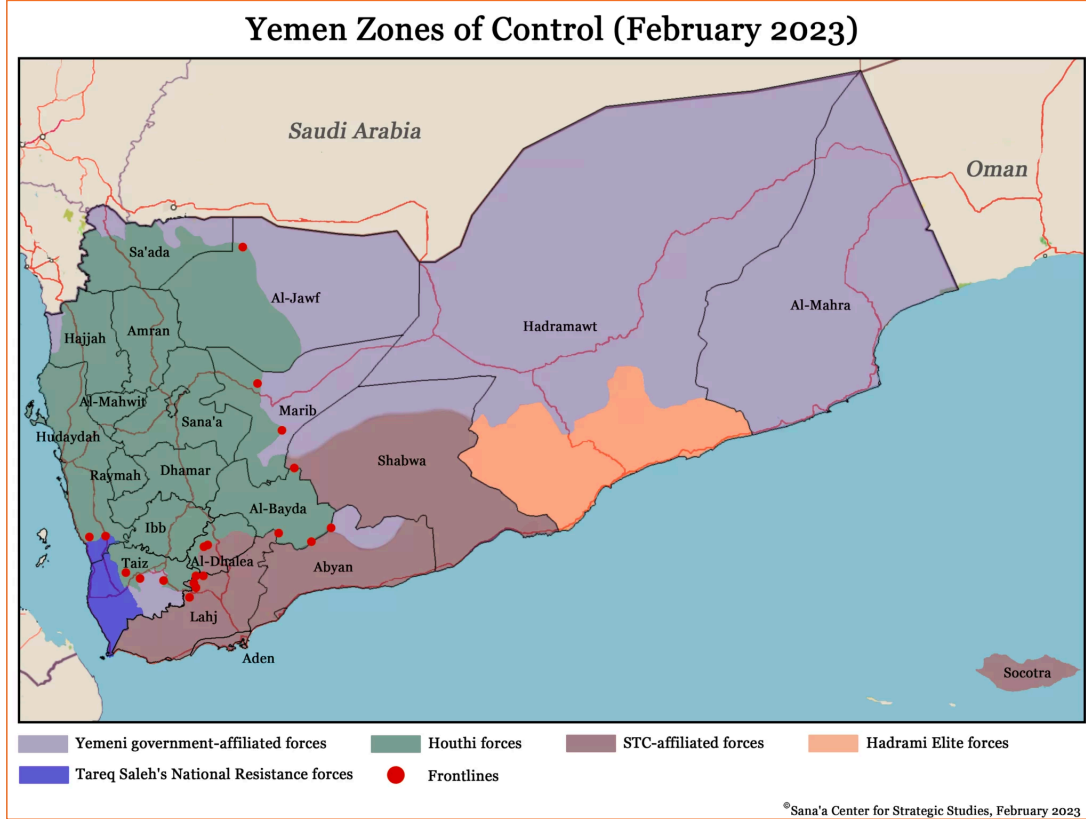 Yemen Zones of Control (February 2023)
Saudi Arabia
Oman
Sa'ada
Al-Jawf
Al-Mahra
Hadramawt
Hajjah
Amran
Al-Mahwit
Marib
Sana'a
Hudaydah
Shabwa
Raymah
Dhamar
Al-Bayda
Ibb
Taiz
Al-Dhalea
Abyan
Lahj
Aden
Socotra
Yemeni government-affiliated forces
Houthi forces
STC-affiliated forces
Hadrami Elite forces
Tareq Saleh's National Resistance forces
Frontlines
©Sana'a Center for Strategic Studies, February 2023